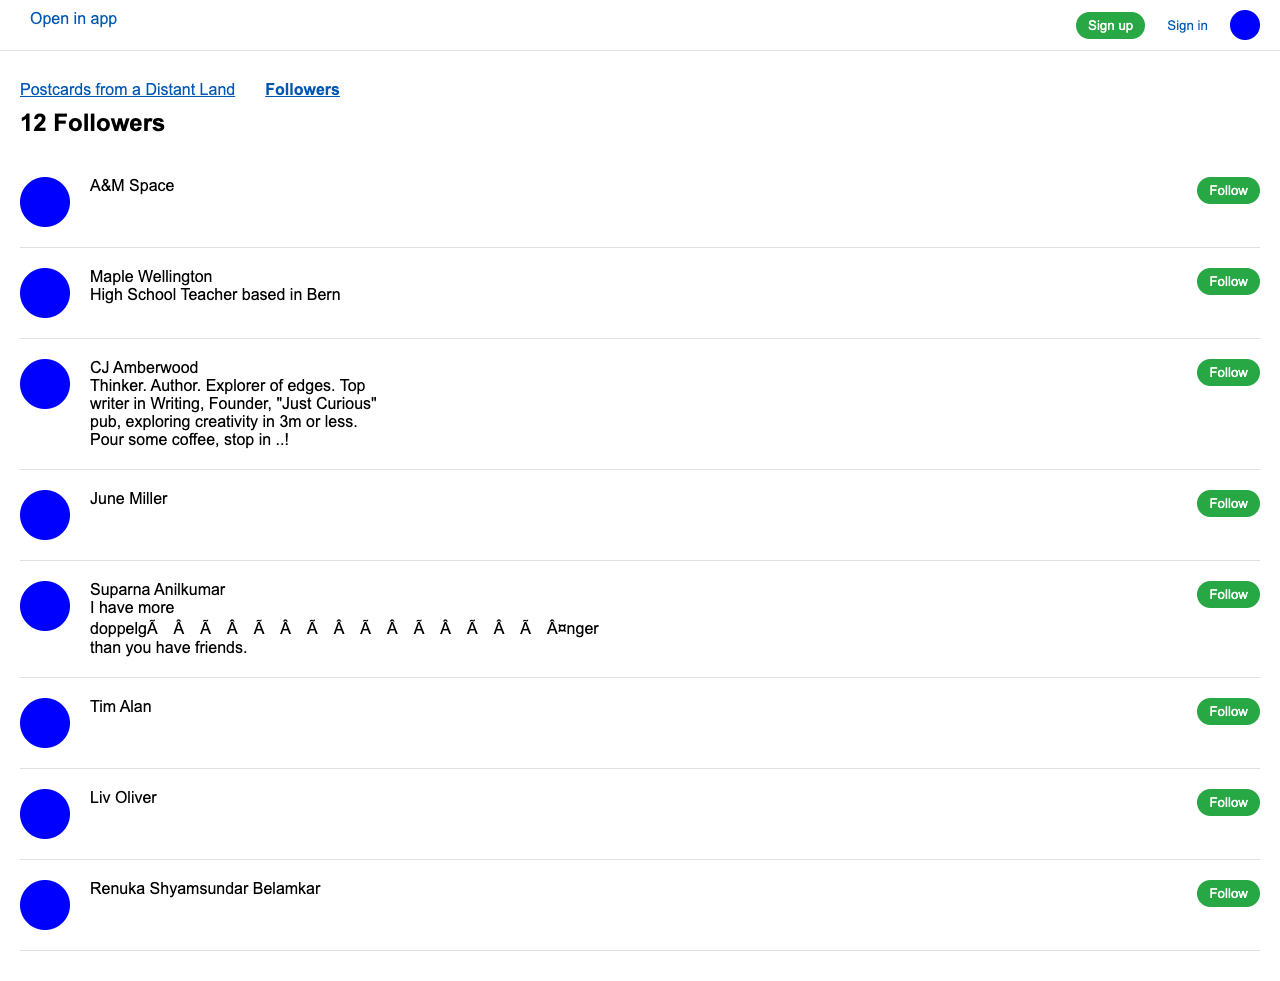 Open in app
Sign up
Sign in
Postcards from a Distant Land
Followers
12 Followers
A&M Space
Follow
Maple Wellington
High School Teacher based in Bern
Follow
CJ Amberwood
Thinker. Author. Explorer of edges. Top
writer in Writing, Founder, "Just Curious"
pub, exploring creativity in 3m or less.
Pour some coffee, stop in ..!
Follow
June Miller
Follow
Suparna Anilkumar
I have more
doppelgÃ Â Ã Â Ã Â Ã Â Ã Â Ã Â Ã Â Ã Â¤nger
than you have friends.
Follow
Tim Alan
Follow
Liv Oliver
Follow
Renuka Shyamsundar Belamkar
Follow